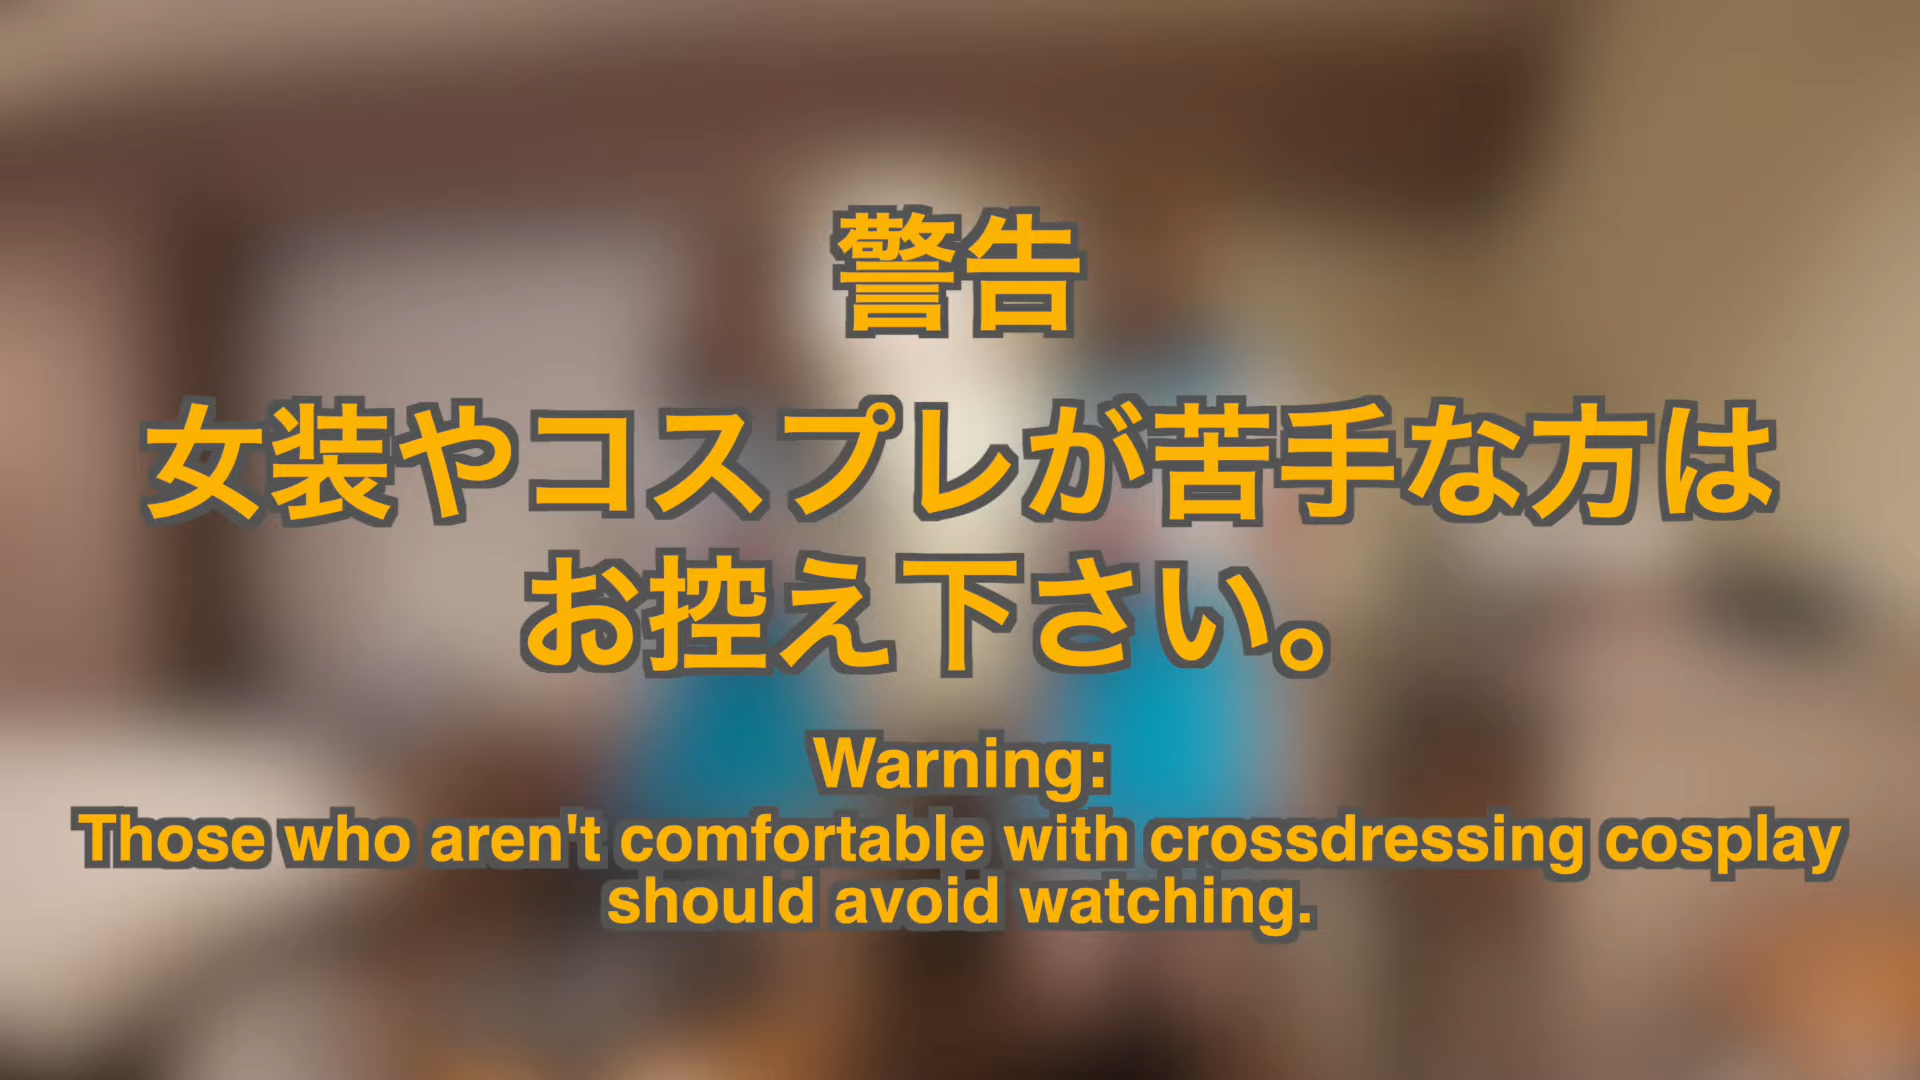 警告
女装やコスプレが苦手な方は
お控え下さい。
Warning:
Those who aren't comfortable with crossdressing cosplay
should avoid watching.